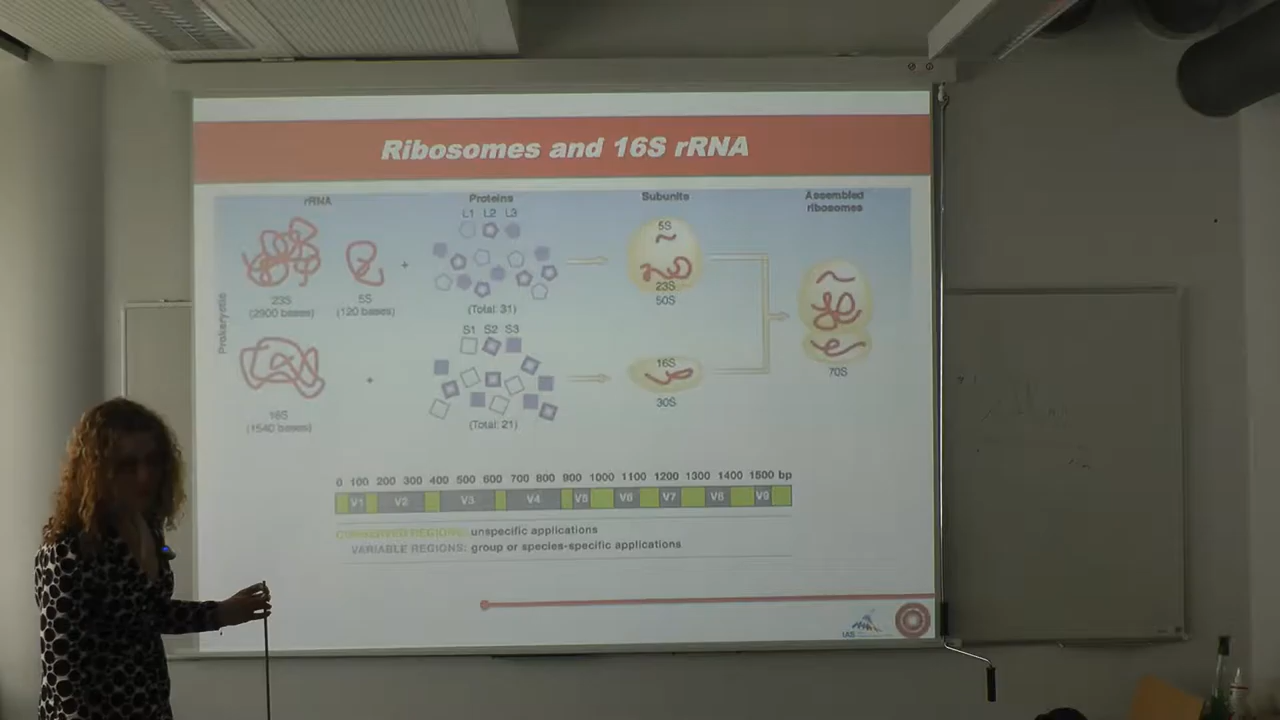 Ribosomes and 16S rRNA
rRNA Proteins Subunits Assembled ribosomes
L1 L2 L3
Prokaryotic
23S
(2900 bases)
5S
(120 bases)
(Total: 31)
5S
23S
50S
S1 S2 S3
16S
(1540 bases)
(Total: 21)
16S
30S
70S
0 100 200 300 400 500 600 700 800 900 1000 1100 1200 1300 1400 1500 bp
V1 V2 V3 V4 V5 V6 V7 V8 V9
CONSERVED REGIONS: unspecific applications
VARIABLE REGIONS: group or species-specific applications
IAS